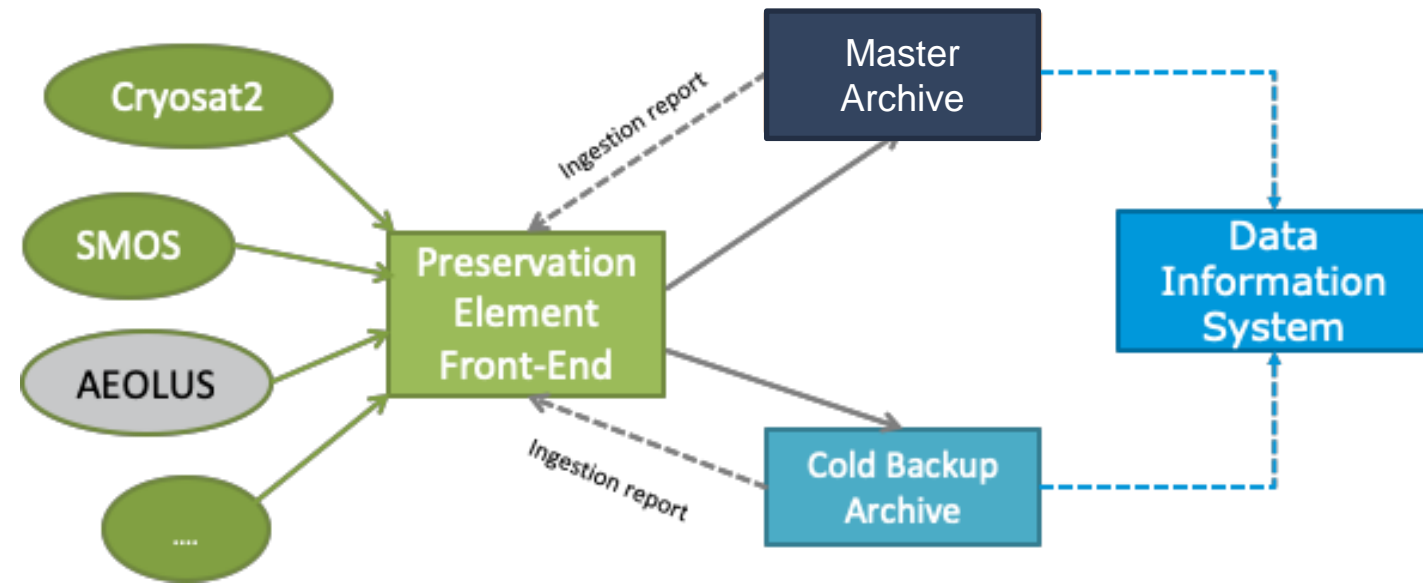 Cryosat2
SMOS
AEOLUS
....
Preservation
Element
Front-End
Ingestion report
Ingestion report
Master
Archive
Cold Backup
Archive
Data
Information
System